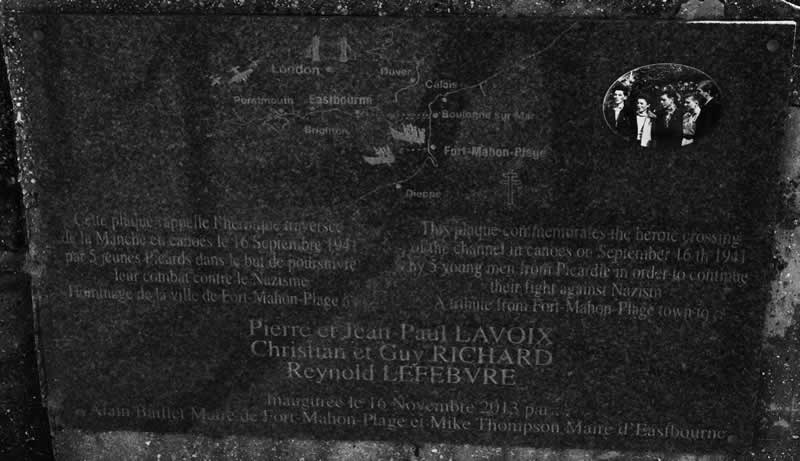 London
Dover
Calais
Portsmouth
Eastbourne
Boulogne sur Mer
Brighton
Fort-Mahon-Plage
Dieppe
Cette plaque rappelle l'héroïque traversée
de la Manche en canoës le 16 Septembre 1941
par 5 jeunes Picards dans le but de poursuivre
leur combat contre le Nazisme
Hommage de la ville de Fort-Mahon-Plage à :
This plaque commemorates the heroic crossing
of the channel in canoes on September 16 th 1941
by 5 young men from Picardie in order to continue
their fight against Nazism
A tribute from Fort-Mahon-Plage town to :
Pierre et Jean Paul LAVOIX
Christian et Guy RICHARD
Reynold LEFEBVRE
Inaugurée le 16 Novembre 2013 par :
Alain Baillet Maire de Fort-Mahon-Plage et Mike Thompson Maire d'Eastbourne